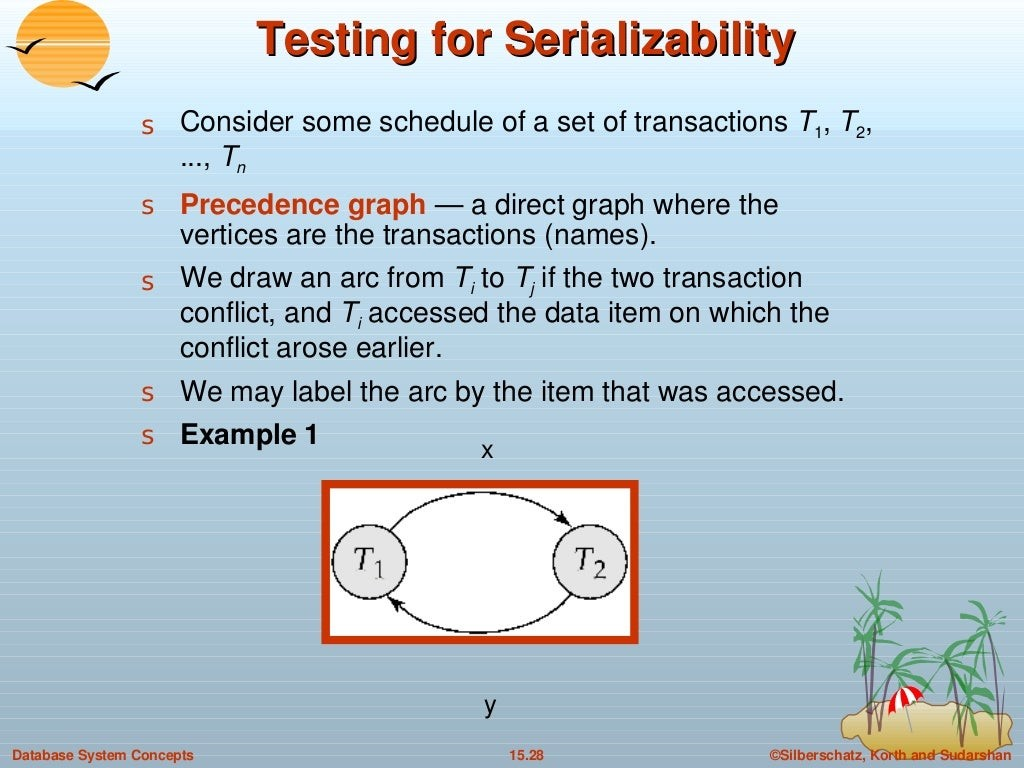 Testing for Serializability
s Consider some schedule of a set of transactions T1, T2,
..., Tn
s Precedence graph — a direct graph where the
vertices are the transactions (names).
s We draw an arc from Ti to Tj if the two transaction
conflict, and Ti accessed the data item on which the
conflict arose earlier.
s We may label the arc by the item that was accessed.
s Example 1
x
T1 T2
y
Database System Concepts 15.28 ©Silberschatz, Korth and Sudarshan